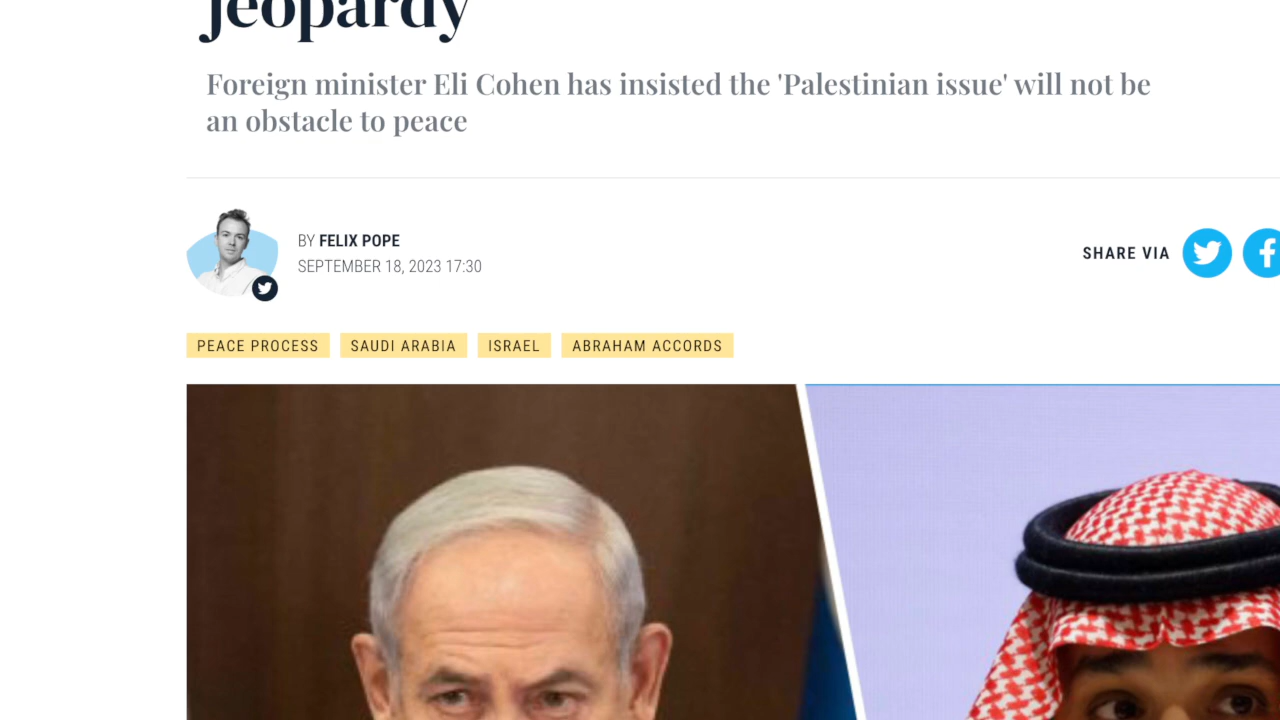 jeopardy
Foreign minister Eli Cohen has insisted the 'Palestinian issue' will not be
an obstacle to peace
BY FELIX POPE
SEPTEMBER 18, 2023 17:30
SHARE VIA
PEACE PROCESS SAUDI ARABIA ISRAEL ABRAHAM ACCORDS